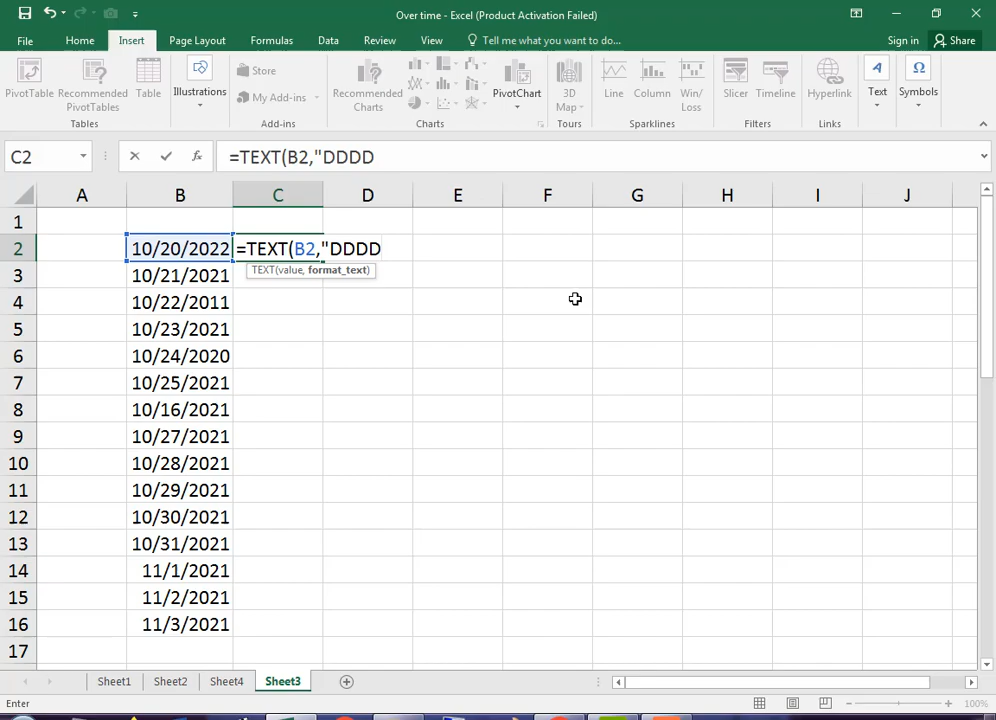 Over time - Excel (Product Activation Failed)
File Home Insert Page Layout Formulas Data Review View Tell me what you want to do... Sign in Share
PivotTable Recommended PivotTables Table Illustrations Store My Add-ins Recommended Charts PivotChart 3D Map Line Column Win/Loss Slicer Timeline Hyperlink Text Symbols
Tables Add-ins Charts Tours Sparklines Filters Links
C2 fx =TEXT(B2,"DDDD
A B C D E F G H I J
1
2 10/20/2022 =TEXT(B2,"DDDD
TEXT(value, format_text)
3 10/21/2021
4 10/22/2011
5 10/23/2021
6 10/24/2020
7 10/25/2021
8 10/16/2021
9 10/27/2021
10 10/28/2021
11 10/29/2021
12 10/30/2021
13 10/31/2021
14 11/1/2021
15 11/2/2021
16 11/3/2021
17
Sheet1 Sheet2 Sheet4 Sheet3
Enter 100%